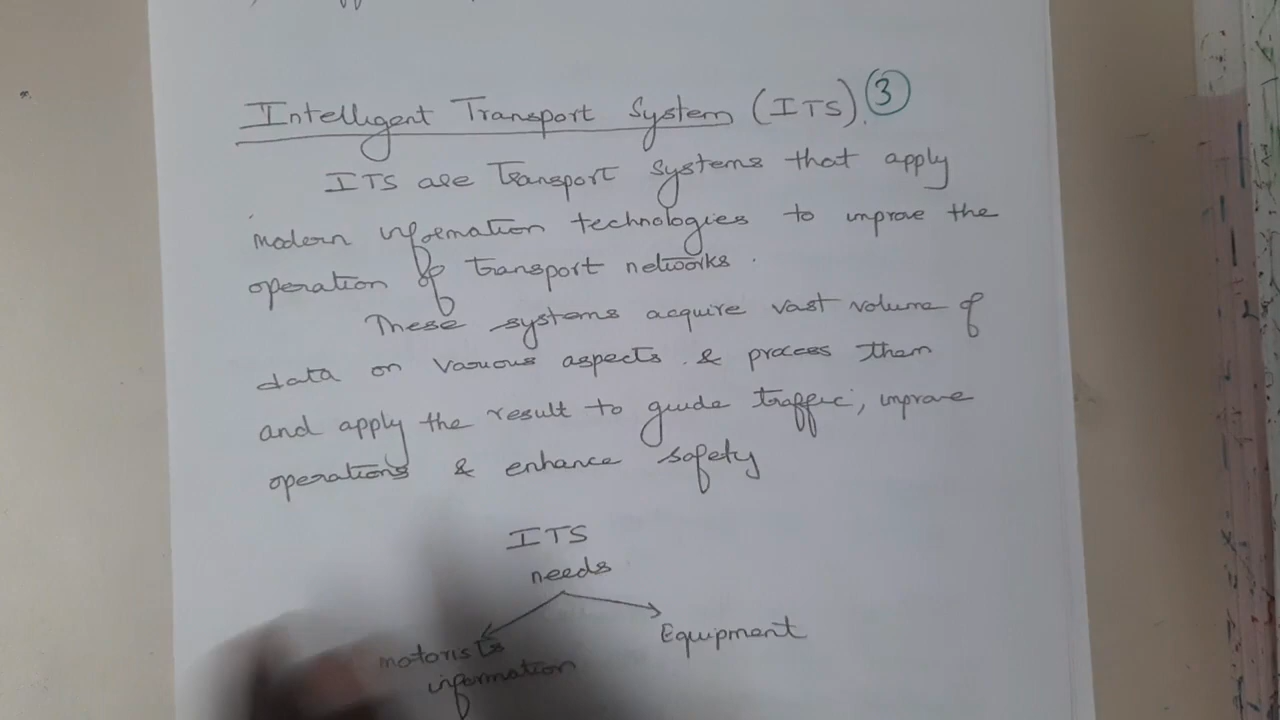 Intelligent Transport System (ITS). 3
ITS are Transport Systems that apply
modern information technologies to improve the
operation of transport networks.
These systems acquire vast volume of
data on various aspects & process them
and apply the result to guide traffic, improve
operations & enhance safety
ITS
needs
motorists
information
Equipment